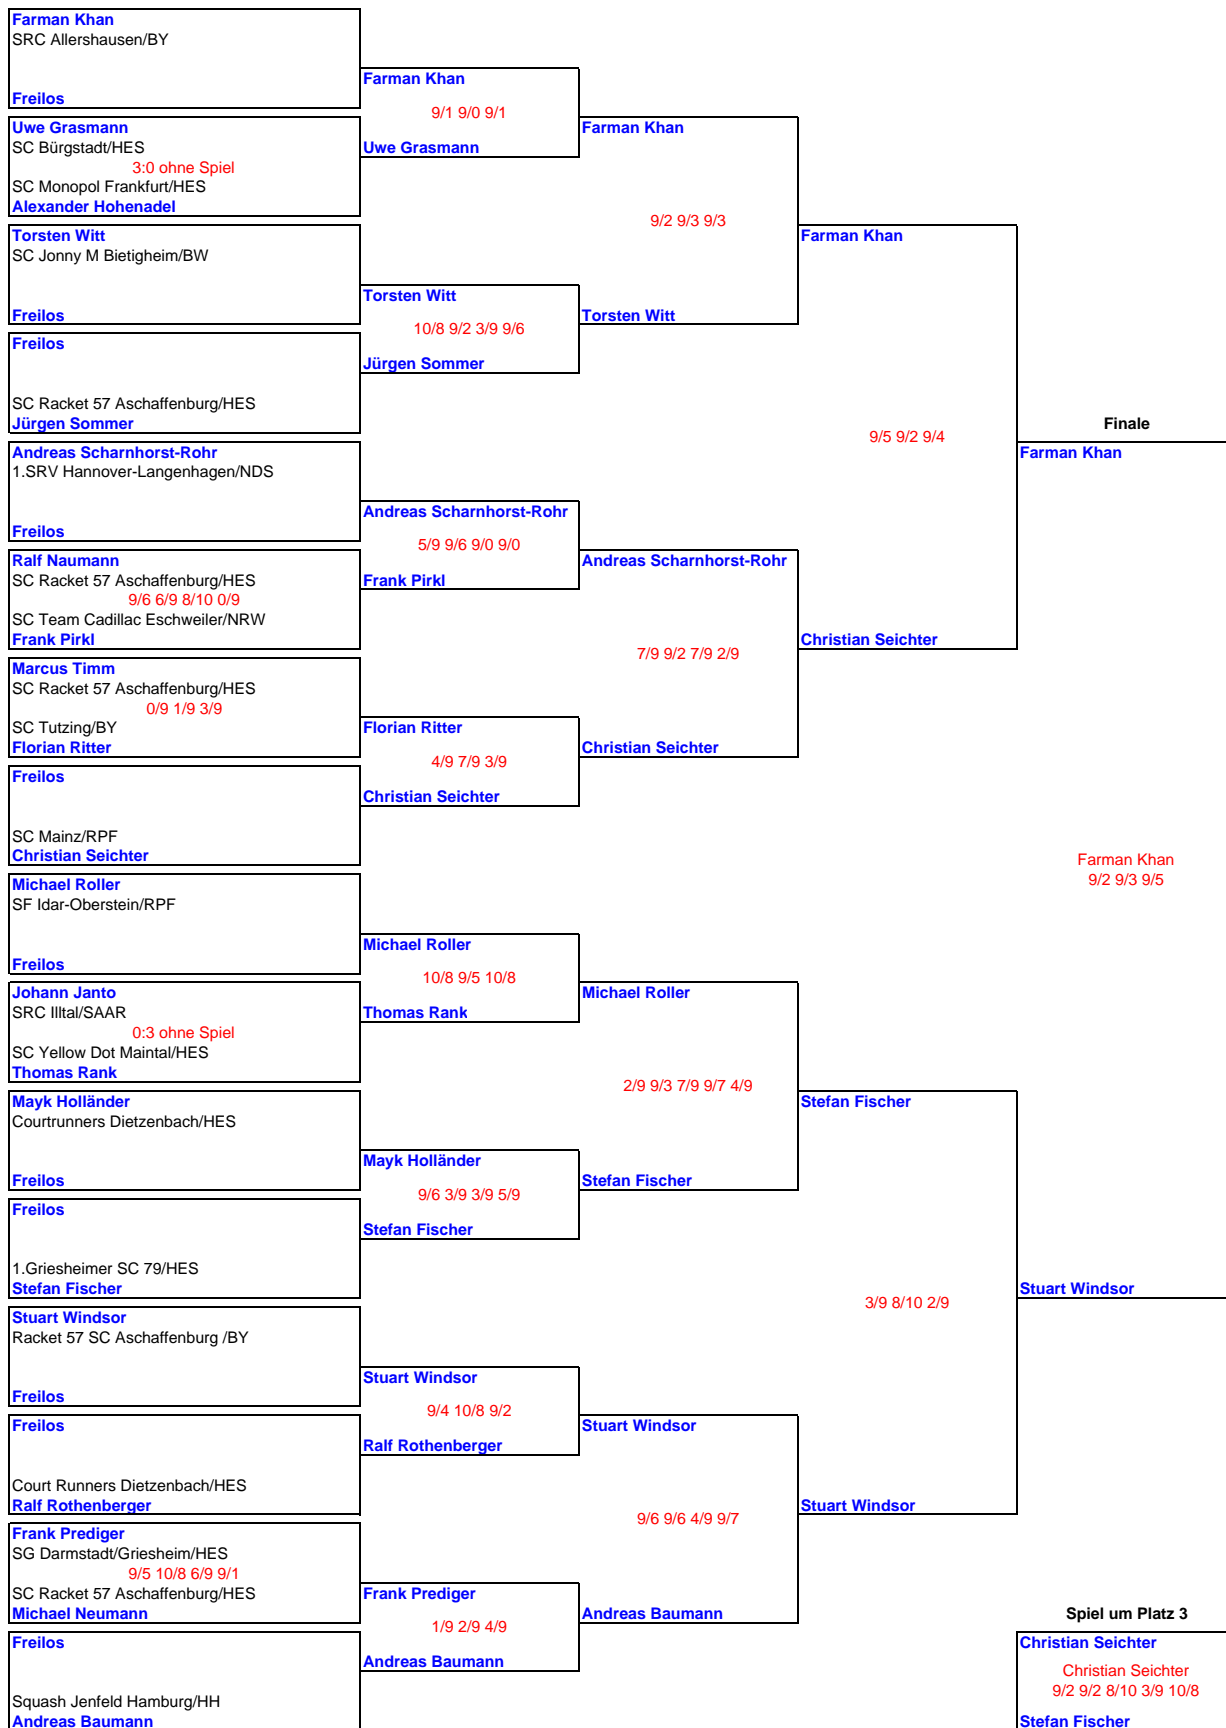 Farman Khan
SRC Allershausen/BY
Freilos
Uwe Grasmann
SC Bürgstadt/HES
3:0 ohne Spiel
SC Monopol Frankfurt/HES
Alexander Hohenadel
Torsten Witt
SC Jonny M Bietigheim/BW
Freilos
Freilos
SC Racket 57 Aschaffenburg/HES
Jürgen Sommer
Andreas Scharnhorst-Rohr
1.SRV Hannover-Langenhagen/NDS
Freilos
Ralf Naumann
SC Racket 57 Aschaffenburg/HES
9/6 6/9 8/10 0/9
SC Team Cadillac Eschweiler/NRW
Frank Pirkl
Marcus Timm
SC Racket 57 Aschaffenburg/HES
0/9 1/9 3/9
SC Tutzing/BY
Florian Ritter
Freilos
SC Mainz/RPF
Christian Seichter
Michael Roller
SF Idar-Oberstein/RPF
Freilos
Johann Janto
SRC Illtal/SAAR
0:3 ohne Spiel
SC Yellow Dot Maintal/HES
Thomas Rank
Mayk Holländer
Courtrunners Dietzenbach/HES
Freilos
Freilos
1.Griesheimer SC 79/HES
Stefan Fischer
Stuart Windsor
Racket 57 SC Aschaffenburg /BY
Freilos
Freilos
Court Runners Dietzenbach/HES
Ralf Rothenberger
Frank Prediger
SG Darmstadt/Griesheim/HES
9/5 10/8 6/9 9/1
SC Racket 57 Aschaffenburg/HES
Michael Neumann
Freilos
Squash Jenfeld Hamburg/HH
Andreas Baumann
Farman Khan
9/1 9/0 9/1
Uwe Grasmann
Torsten Witt
10/8 9/2 3/9 9/6
Jürgen Sommer
Andreas Scharnhorst-Rohr
5/9 9/6 9/0 9/0
Frank Pirkl
Florian Ritter
4/9 7/9 3/9
Christian Seichter
Michael Roller
10/8 9/5 10/8
Thomas Rank
Mayk Holländer
9/6 3/9 3/9 5/9
Stefan Fischer
Stuart Windsor
9/4 10/8 9/2
Ralf Rothenberger
Frank Prediger
1/9 2/9 4/9
Andreas Baumann
Farman Khan
9/2 9/3 9/3
Torsten Witt
Andreas Scharnhorst-Rohr
7/9 9/2 7/9 2/9
Christian Seichter
Michael Roller
2/9 9/3 7/9 9/7 4/9
Stefan Fischer
Stuart Windsor
9/6 9/6 4/9 9/7
Andreas Baumann
Farman Khan
9/5 9/2 9/4
Christian Seichter
Stefan Fischer
3/9 8/10 2/9
Stuart Windsor
Finale
Farman Khan
Farman Khan
9/2 9/3 9/5
Stuart Windsor
Spiel um Platz 3
Christian Seichter
Christian Seichter
9/2 9/2 8/10 3/9 10/8
Stefan Fischer